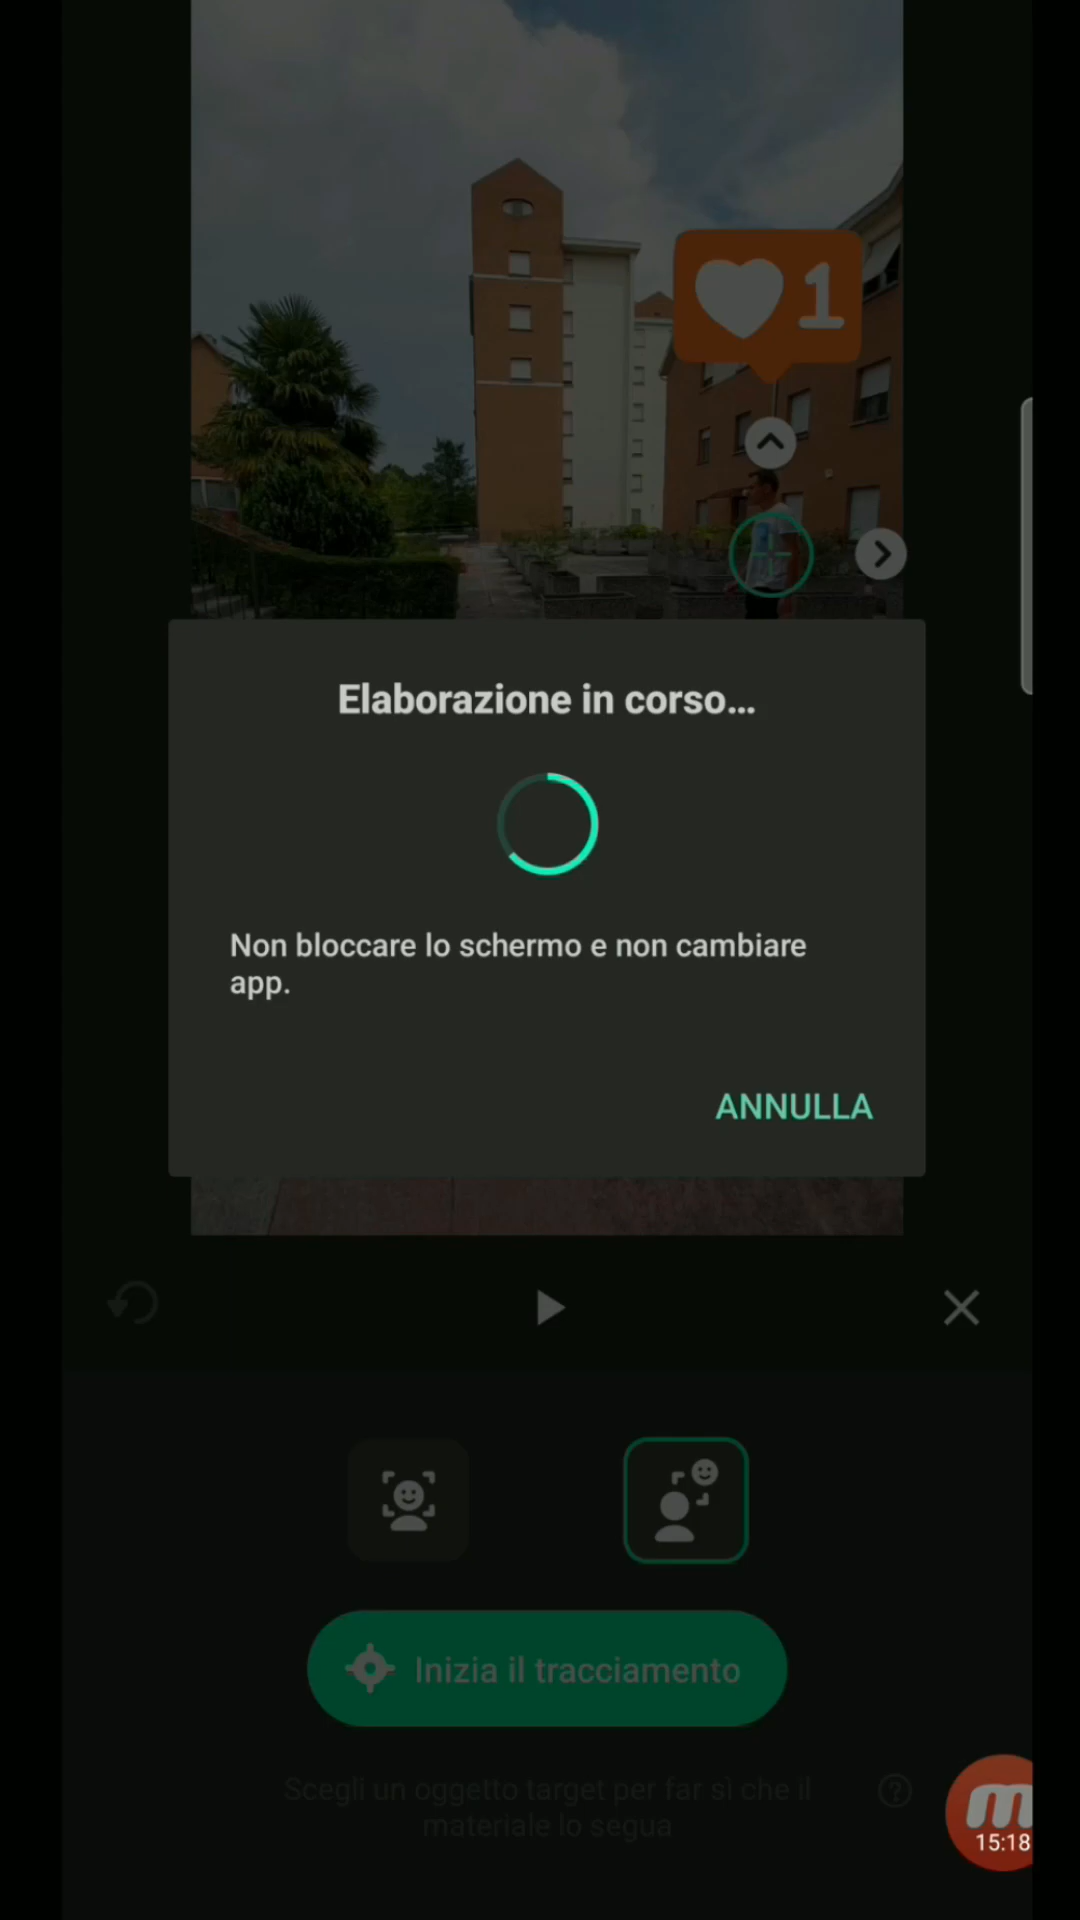 1
Elaborazione in corso...
Non bloccare lo schermo e non cambiare
app.
ANNULLA
Inizia il tracciamento
Scegli un oggetto target per far sì che il
materiale lo segua
15:18